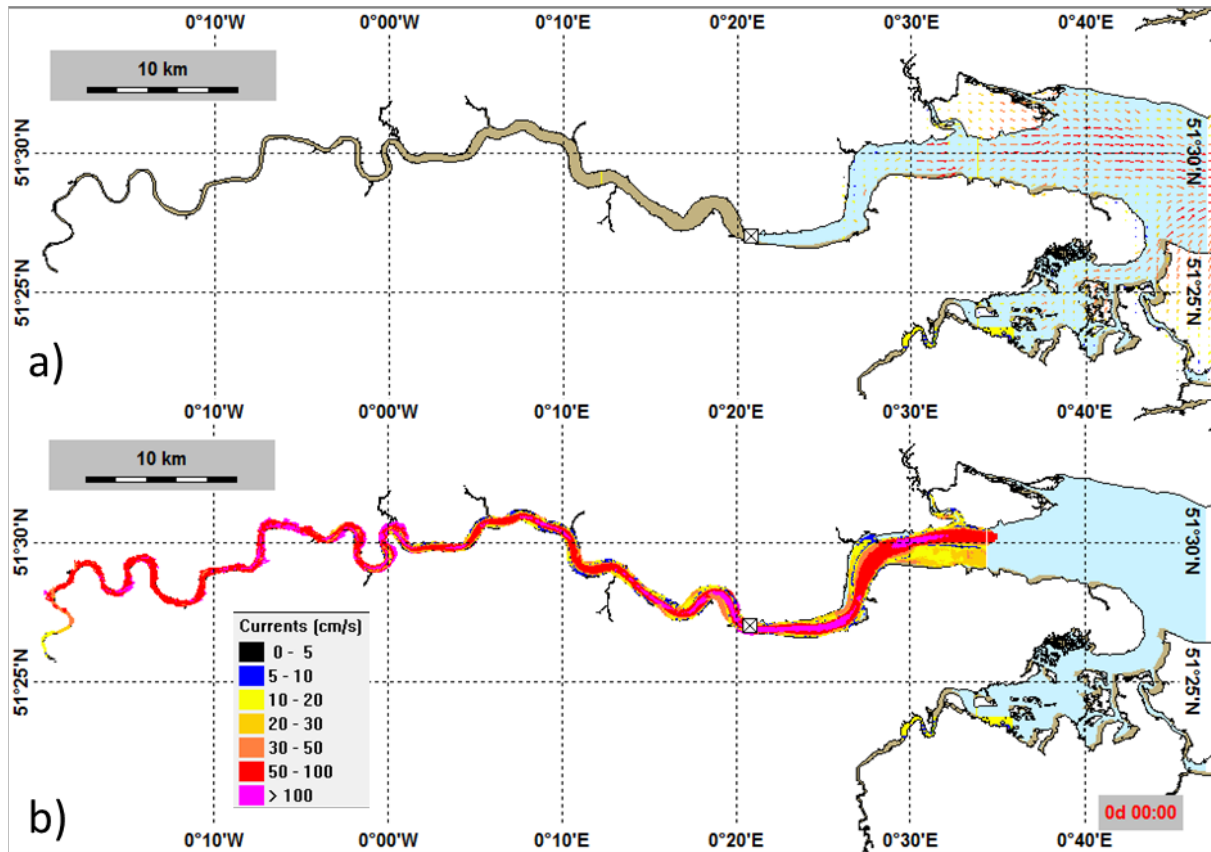 0°10'W 0°00'E 0°10'E 0°20'E 0°30'E 0°40'E
10 km
51°30'N 51°30'N
51°25'N 51°25'N
a)
0°10'W 0°00'E 0°10'E 0°20'E 0°30'E 0°40'E
10 km
51°30'N 51°30'N
51°25'N 51°25'N
Currents (cm/s)
0 - 5
5 - 10
10 - 20
20 - 30
30 - 50
50 - 100
> 100
b)
0d 00:00
0°10'W 0°00'E 0°10'E 0°20'E 0°30'E 0°40'E